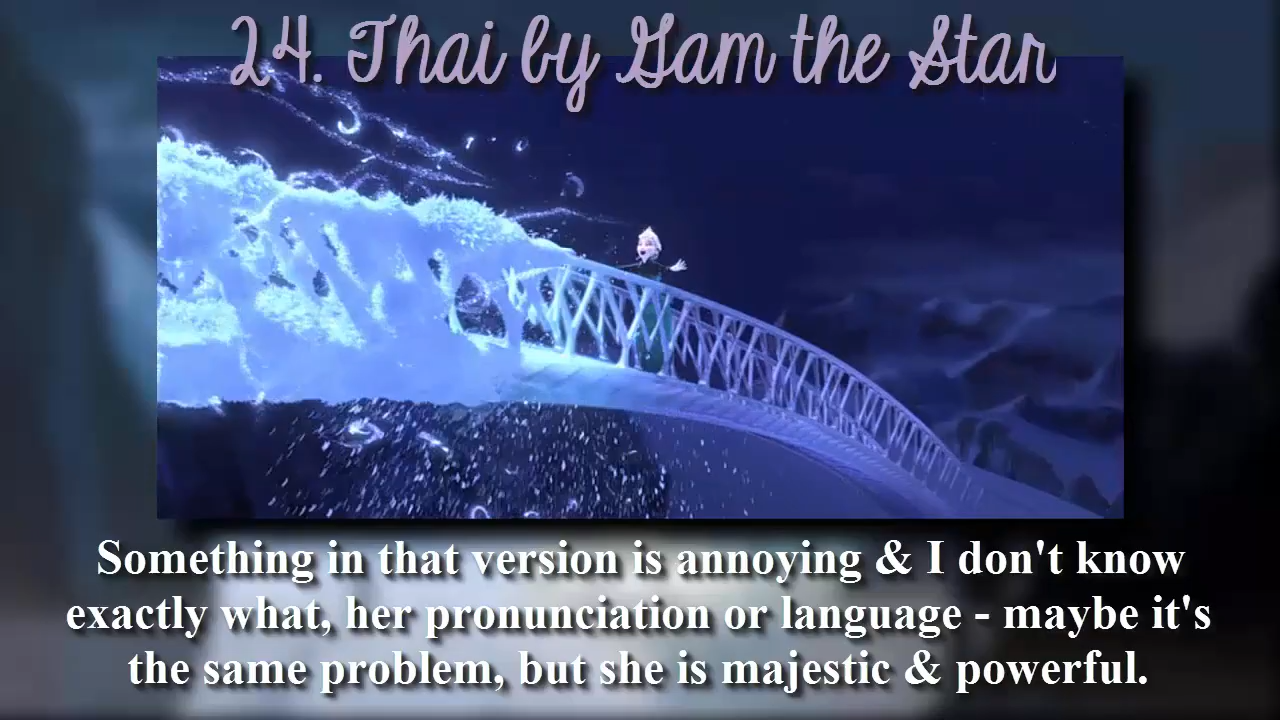 24. Thai by Gam the Star
Something in that version is annoying & I don't know
exactly what, her pronunciation or language - maybe it's
the same problem, but she is majestic & powerful.